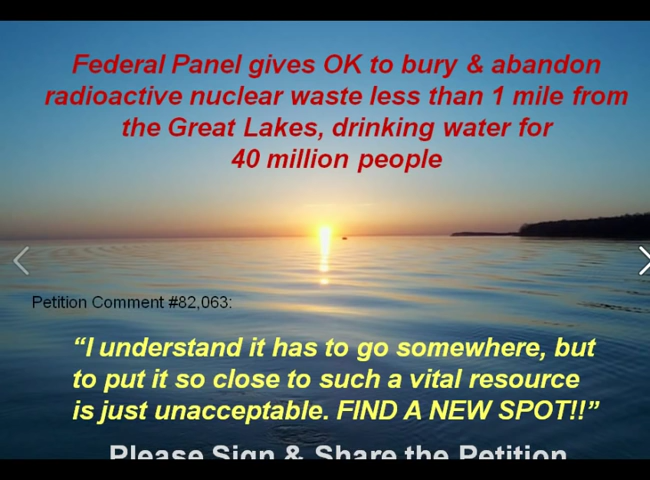 Federal Panel gives OK to bury & abandon
radioactive nuclear waste less than 1 mile from
the Great Lakes, drinking water for
40 million people
Petition Comment #82,063:
“I understand it has to go somewhere, but
to put it so close to such a vital resource
is just unacceptable. FIND A NEW SPOT!!”
Please Sign & Share the Petition